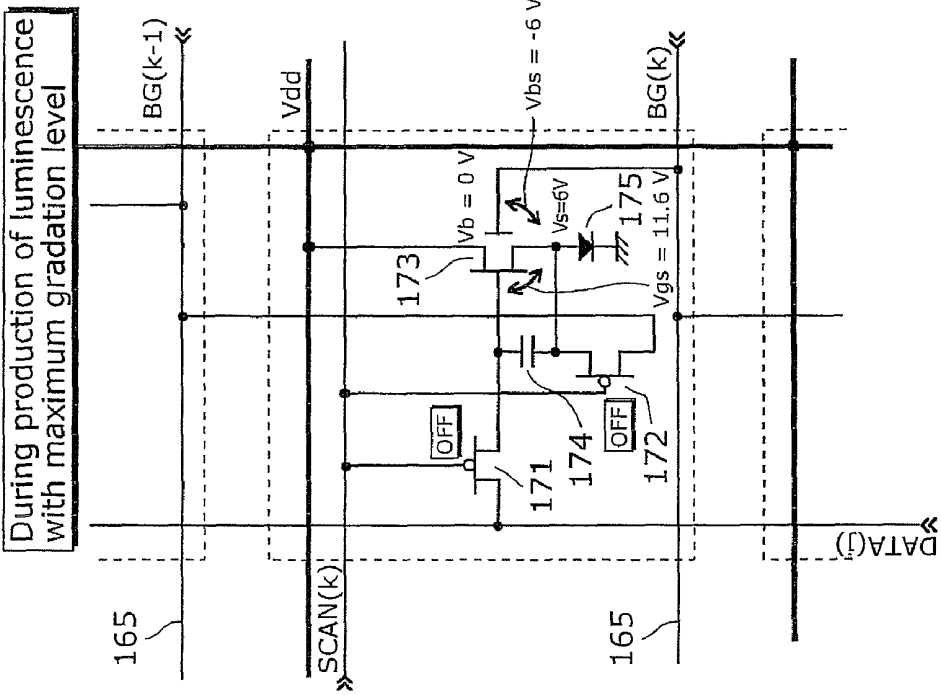 During production of luminescence
with maximum gradation level
BG(k-1)
165
Vdd
SCAN(k)
173
Vb = 0 V
Vbs = -6 V
Vs=6V
175
Vgs = 11.6 V
OFF
171
174
OFF
172
BG(k)
165
DATA(j)